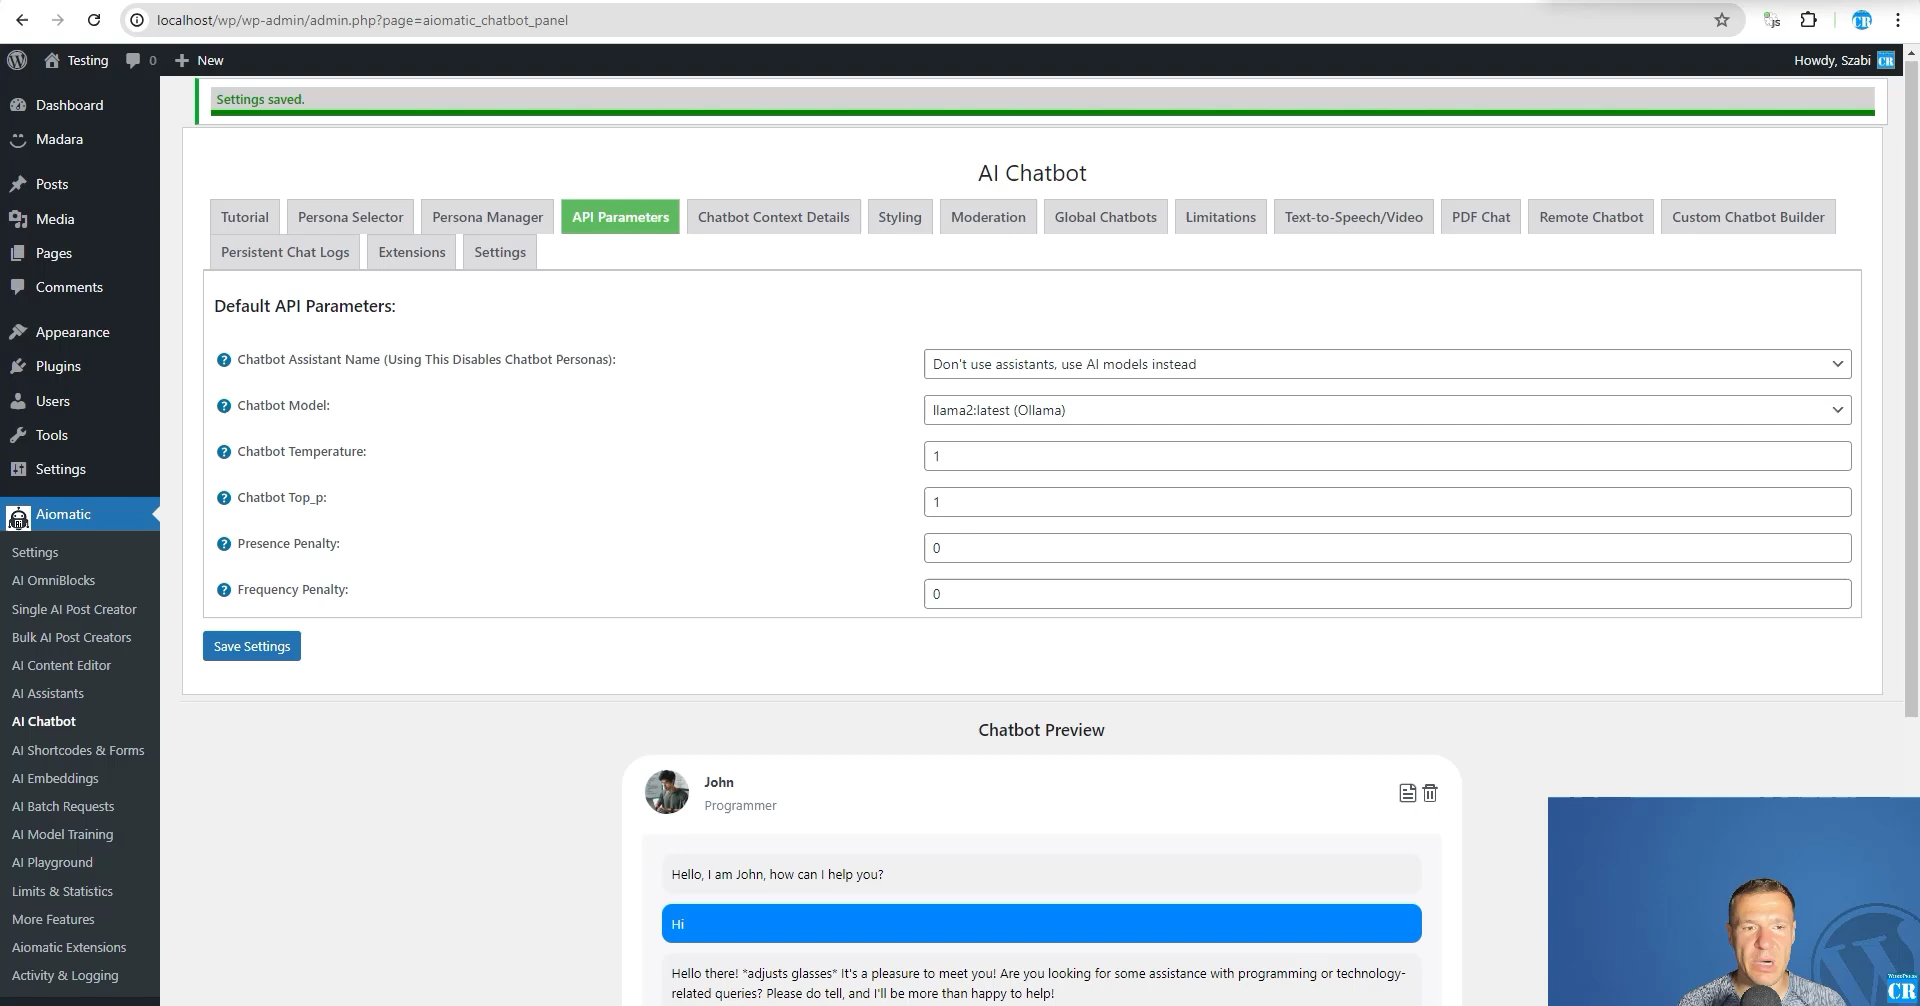 localhost/wp/wp-admin/admin.php?page=aiomatic_chatbot_panel
Testing 0 New
Howdy, Szabi CR
Dashboard
Madara
Posts
Media
Pages
Comments
Appearance
Plugins
Users
Tools
Settings
Aiomatic
Settings
AI OmniBlocks
Single AI Post Creator
Bulk AI Post Creators
AI Content Editor
AI Assistants
AI Chatbot
AI Shortcodes & Forms
AI Embeddings
AI Batch Requests
AI Model Training
AI Playground
Limits & Statistics
More Features
Aiomatic Extensions
Activity & Logging
Settings saved.
AI Chatbot
Tutorial Persona Selector Persona Manager API Parameters Chatbot Context Details Styling Moderation Global Chatbots Limitations Text-to-Speech/Video PDF Chat Remote Chatbot Custom Chatbot Builder
Persistent Chat Logs Extensions Settings
Default API Parameters:
Chatbot Assistant Name (Using This Disables Chatbot Personas): Don't use assistants, use AI models instead
Chatbot Model: llama2:latest (Ollama)
Chatbot Temperature: 1
Chatbot Top_p: 1
Presence Penalty: 0
Frequency Penalty: 0
Save Settings
Chatbot Preview
John
Programmer
Hello, I am John, how can I help you?
Hi
Hello there! *adjusts glasses* It's a pleasure to meet you! Are you looking for some assistance with programming or technology-
related queries? Please do tell, and I'll be more than happy to help!
CR